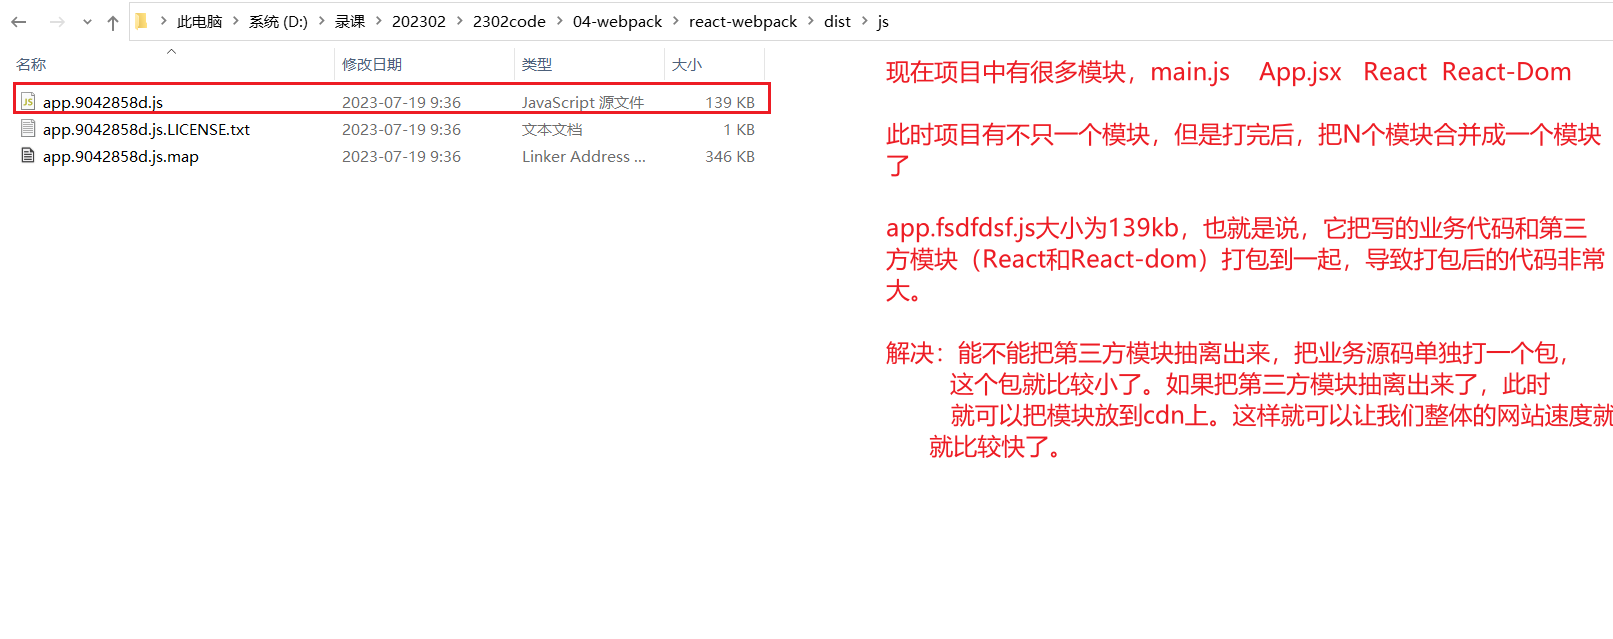 此电脑 > 系统 (D:) > 录课 > 202302 > 2302code > 04-webpack > react-webpack > dist > js
名称 修改日期 类型 大小
app.9042858d.js 2023-07-19 9:36 JavaScript 源文件 139 KB
app.9042858d.js.LICENSE.txt 2023-07-19 9:36 文本文档 1 KB
app.9042858d.js.map 2023-07-19 9:36 Linker Address ... 346 KB
现在项目中有很多模块，main.js App.jsx React React-Dom
此时项目有不只一个模块，但是打完后，把N个模块合并成一个模块
了
app.fsdfdsf.js大小为139kb，也就是说，它把写的业务代码和第三
方模块（React和React-dom）打包到一起，导致打包后的代码非常
大。
解决：能不能把第三方模块抽离出来，把业务源码单独打一个包，
这个包就比较小了。如果把第三方模块抽离出来了，此时
就可以把模块放到cdn上。这样就可以让我们整体的网站速度就
就比较快了。